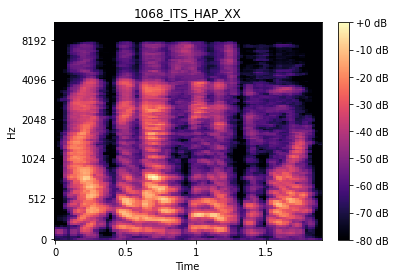 1068_ITS_HAP_XX
+0 dB
8192
-10 dB
4096
-20 dB
-30 dB
2048
Hz
-40 dB
1024
-50 dB
512
-60 dB
-70 dB
0
-80 dB
0
0.5
1
1.5
Time